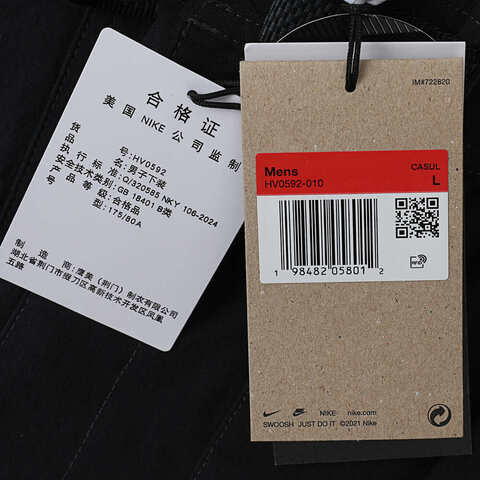 合格证
美国 NIKE 公司监制
货 号: HV0592
品 名: 男子下装
执行标准: Q/320585 NKY 106-2024
安全技术类别: GB 18401 B类
产品等级: 合格品
型: 175/80A
制造商: 鹰美(荆门)制衣有限公司
湖北省荆门市掇刀区高新技术开发区凤凰
五路
IM#722820
Mens
HV0592-010
CASUL
L
1 98482 05801 2
RFID
NIKE nike.com
SWOOSH JUST DO IT ©2021 Nike